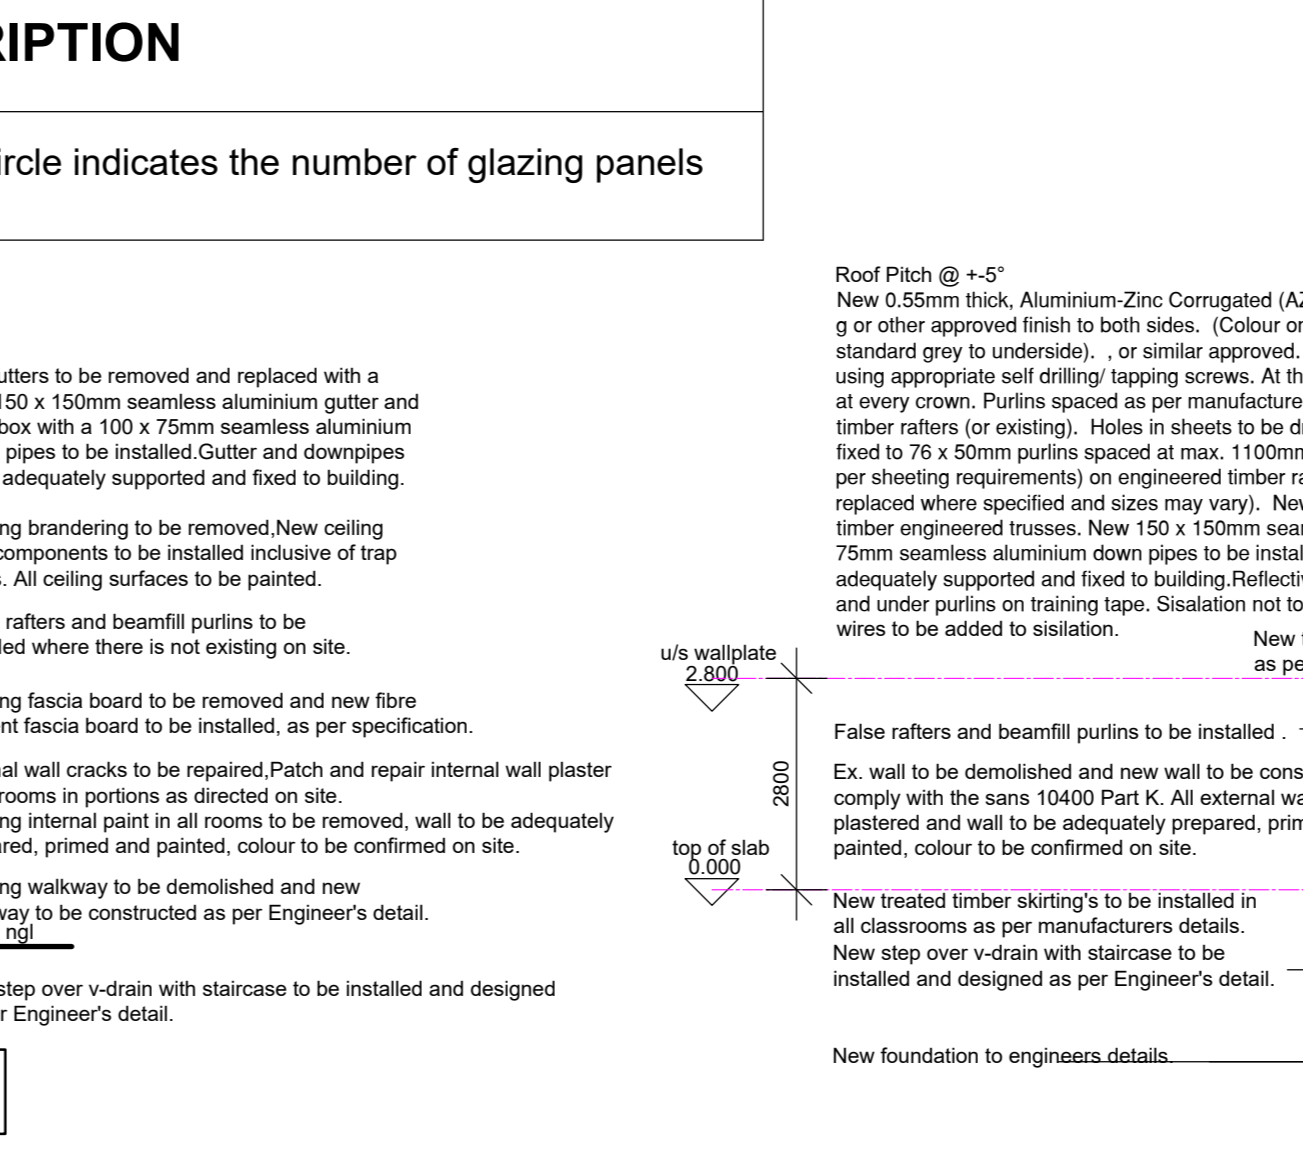 RIPTION
ircle indicates the number of glazing panels
utters to be removed and replaced with a
150 x 150mm seamless aluminium gutter and
box with a 100 x 75mm seamless aluminium
pipes to be installed.Gutter and downpipes
adequately supported and fixed to building.
ng brandering to be removed,New ceiling
components to be installed inclusive of trap
s. All ceiling surfaces to be painted.
rafters and beamfill purlins to be
led where there is not existing on site.
ng fascia board to be removed and new fibre
nt fascia board to be installed, as per specification.
al wall cracks to be repaired,Patch and repair internal wall plaster
rooms in portions as directed on site.
ng internal paint in all rooms to be removed, wall to be adequately
red, primed and painted, colour to be confirmed on site.
ng walkway to be demolished and new
way to be constructed as per Engineer's detail.
ngl
step over v-drain with staircase to be installed and designed
r Engineer's detail.
u/s wallplate
2.800
2800
top of slab
0.000
Roof Pitch @ +-5°
New 0.55mm thick, Aluminium-Zinc Corrugated (AZ
g or other approved finish to both sides.  (Colour on
standard grey to underside).  , or similar approved.
using appropriate self drilling/ tapping screws. At th
at every crown. Purlins spaced as per manufacture
timber rafters (or existing).  Holes in sheets to be dr
fixed to 76 x 50mm purlins spaced at max. 1100mm
per sheeting requirements) on engineered timber ra
replaced where specified and sizes may vary).  New
timber engineered trusses. New 150 x 150mm sear
75mm seamless aluminium down pipes to be instal
adequately supported and fixed to building.Reflectiv
and under purlins on training tape. Sisalation not to
wires to be added to sisilation.
New t
as pe
False rafters and beamfill purlins to be installed .
Ex. wall to be demolished and new wall to be cons
comply with the sans 10400 Part K. All external wa
plastered and wall to be adequately prepared, prim
painted, colour to be confirmed on site.
New treated timber skirting's to be installed in
all classrooms as per manufacturers details.
New step over v-drain with staircase to be
installed and designed as per Engineer's detail.
New foundation to engineers details.